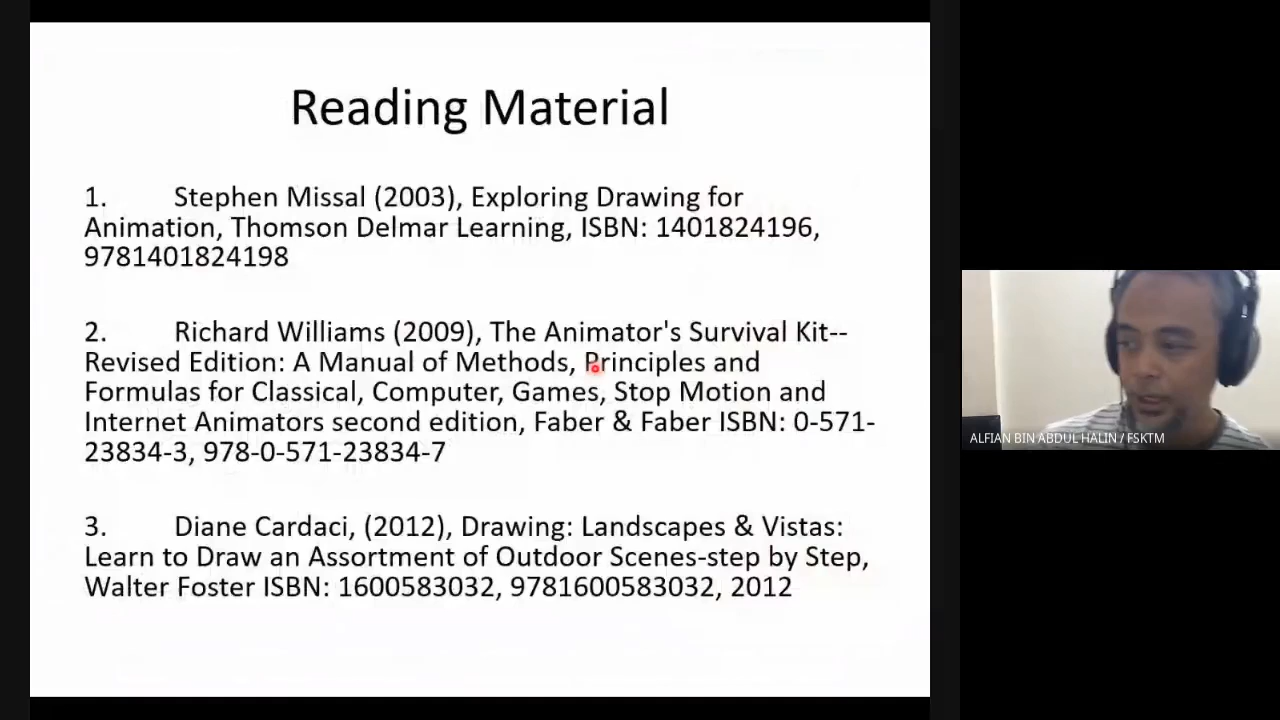 Reading Material
1. Stephen Missal (2003), Exploring Drawing for
Animation, Thomson Delmar Learning, ISBN: 1401824196,
9781401824198
2. Richard Williams (2009), The Animator's Survival Kit--
Revised Edition: A Manual of Methods, Principles and
Formulas for Classical, Computer, Games, Stop Motion and
Internet Animators second edition, Faber & Faber ISBN: 0-571-
23834-3, 978-0-571-23834-7
3. Diane Cardaci, (2012), Drawing: Landscapes & Vistas:
Learn to Draw an Assortment of Outdoor Scenes-step by Step,
Walter Foster ISBN: 1600583032, 9781600583032, 2012
ALFIAN BIN ABDUL HALIN / FSKTM